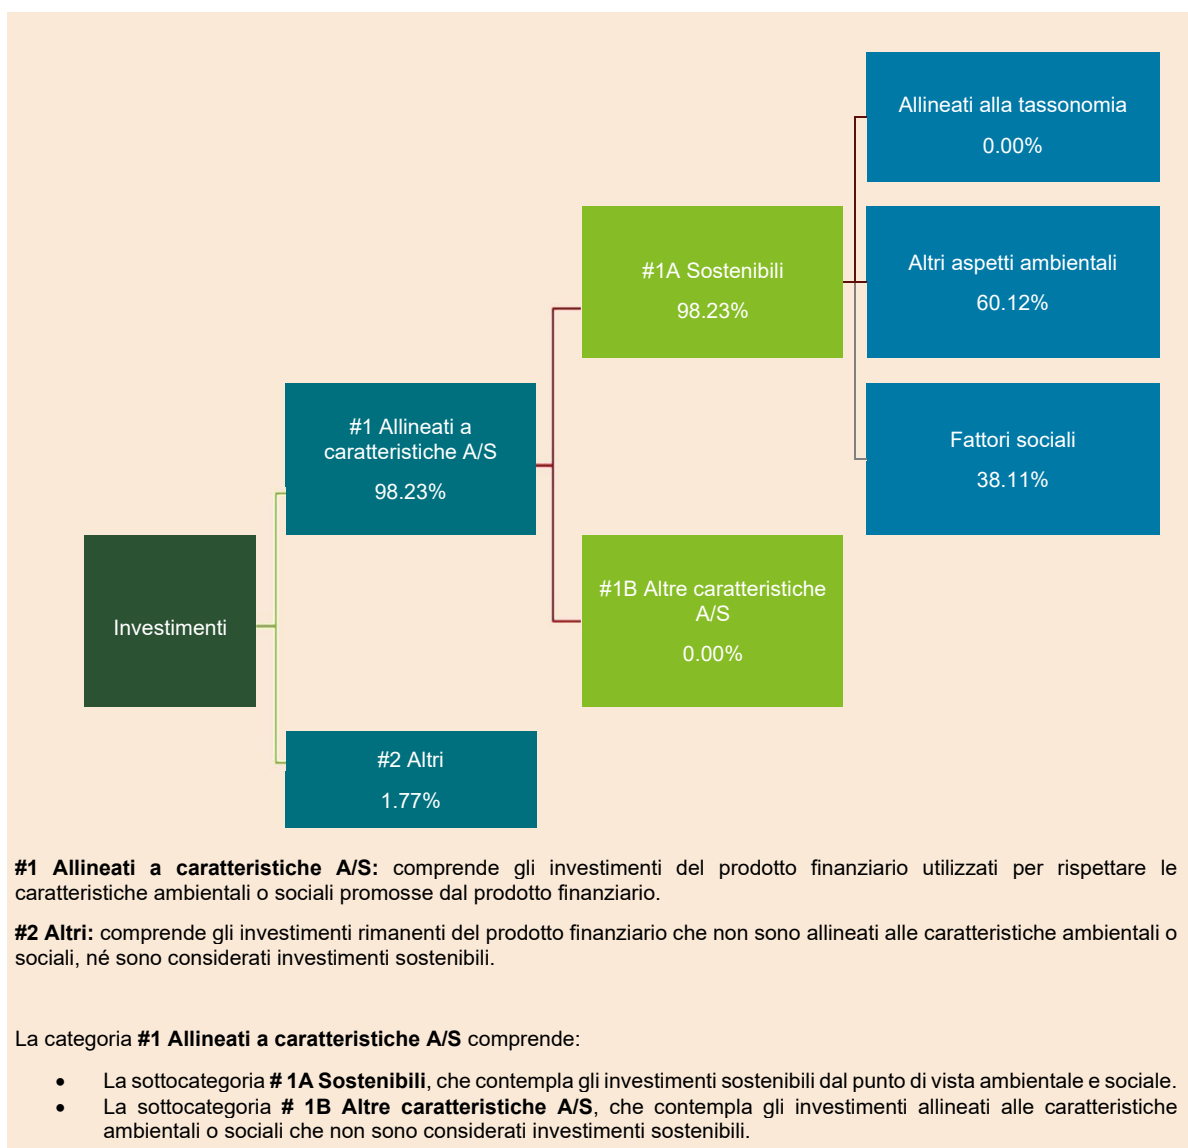 Allineati alla tassonomia
0.00%
#1A Sostenibili
98.23%
Altri aspetti ambientali
60.12%
#1 Allineati a
caratteristiche A/S
98.23%
Fattori sociali
38.11%
Investimenti
#1B Altre caratteristiche
A/S
0.00%
#2 Altri
1.77%
#1 Allineati a caratteristiche A/S: comprende gli investimenti del prodotto finanziario utilizzati per rispettare le
caratteristiche ambientali o sociali promosse dal prodotto finanziario.
#2 Altri: comprende gli investimenti rimanenti del prodotto finanziario che non sono allineati alle caratteristiche ambientali o
sociali, né sono considerati investimenti sostenibili.
La categoria #1 Allineati a caratteristiche A/S comprende:
• La sottocategoria # 1A Sostenibili, che contempla gli investimenti sostenibili dal punto di vista ambientale e sociale.
• La sottocategoria # 1B Altre caratteristiche A/S, che contempla gli investimenti allineati alle caratteristiche
ambientali o sociali che non sono considerati investimenti sostenibili.